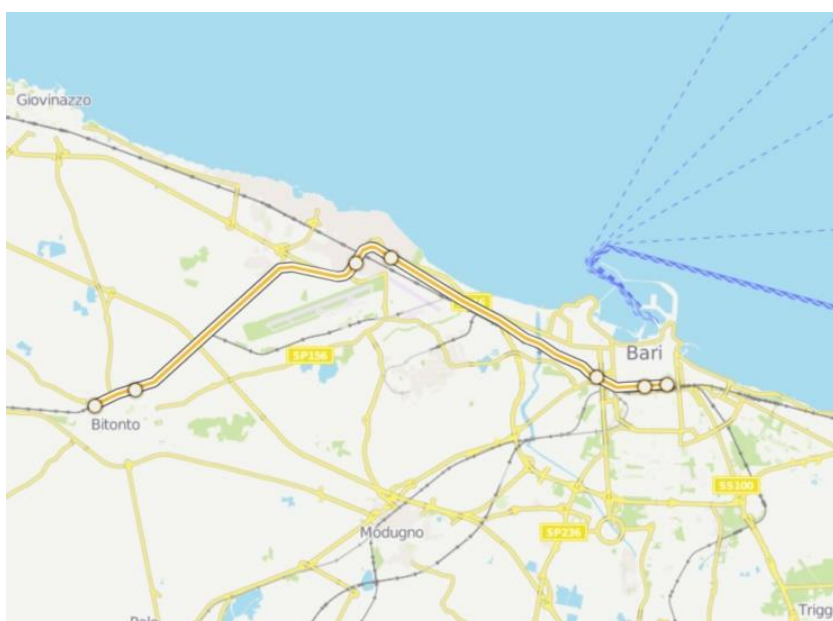 Giovinazzo
Bari
SP156
Bitonto
SS100
Modugno
SP236
Trigg